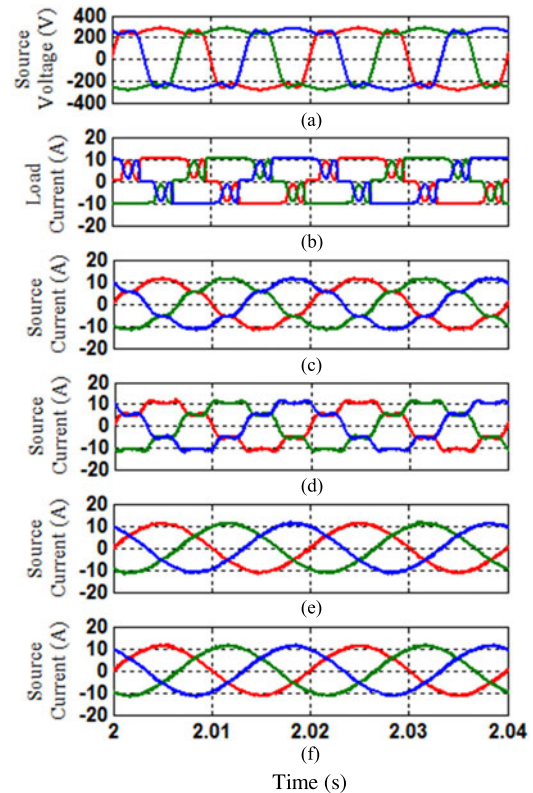 Source
Voltage (V)
400
200
0
-200
-400
(a)
Load
Current (A)
20
10
0
-10
-20
(b)
Source
Current (A)
20
10
0
-10
-20
(c)
Source
Current (A)
20
10
0
-10
-20
(d)
Source
Current (A)
20
10
0
-10
-20
(e)
Source
Current (A)
20
10
0
-10
-20
2 2.01 2.02 2.03 2.04
(f)
Time (s)